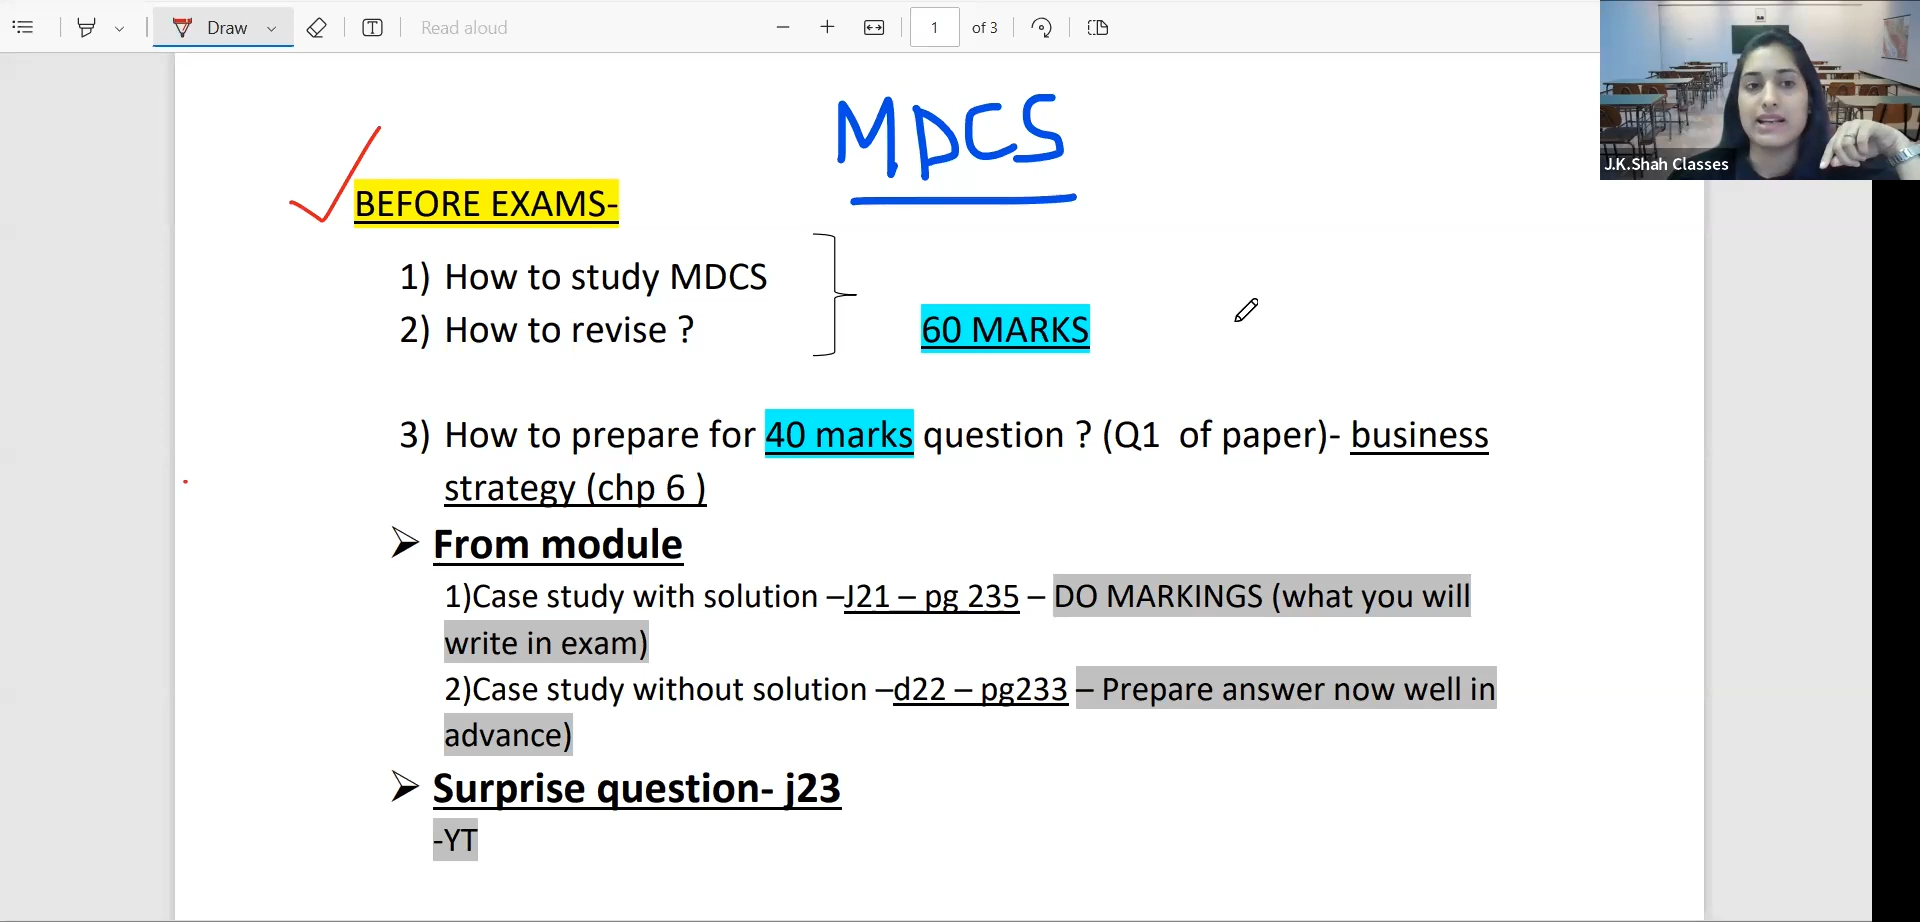 Draw
Read aloud
1
of 3
J.K.Shah Classes
MDCS
BEFORE EXAMS-
1) How to study MDCS
2) How to revise ?
60 MARKS
3) How to prepare for 40 marks question ? (Q1 of paper)- business
strategy (chp 6 )
➢ From module
1)Case study with solution –J21 – pg 235 – DO MARKINGS (what you will
write in exam)
2)Case study without solution –d22 – pg233 – Prepare answer now well in
advance)
➢ Surprise question- j23
-YT